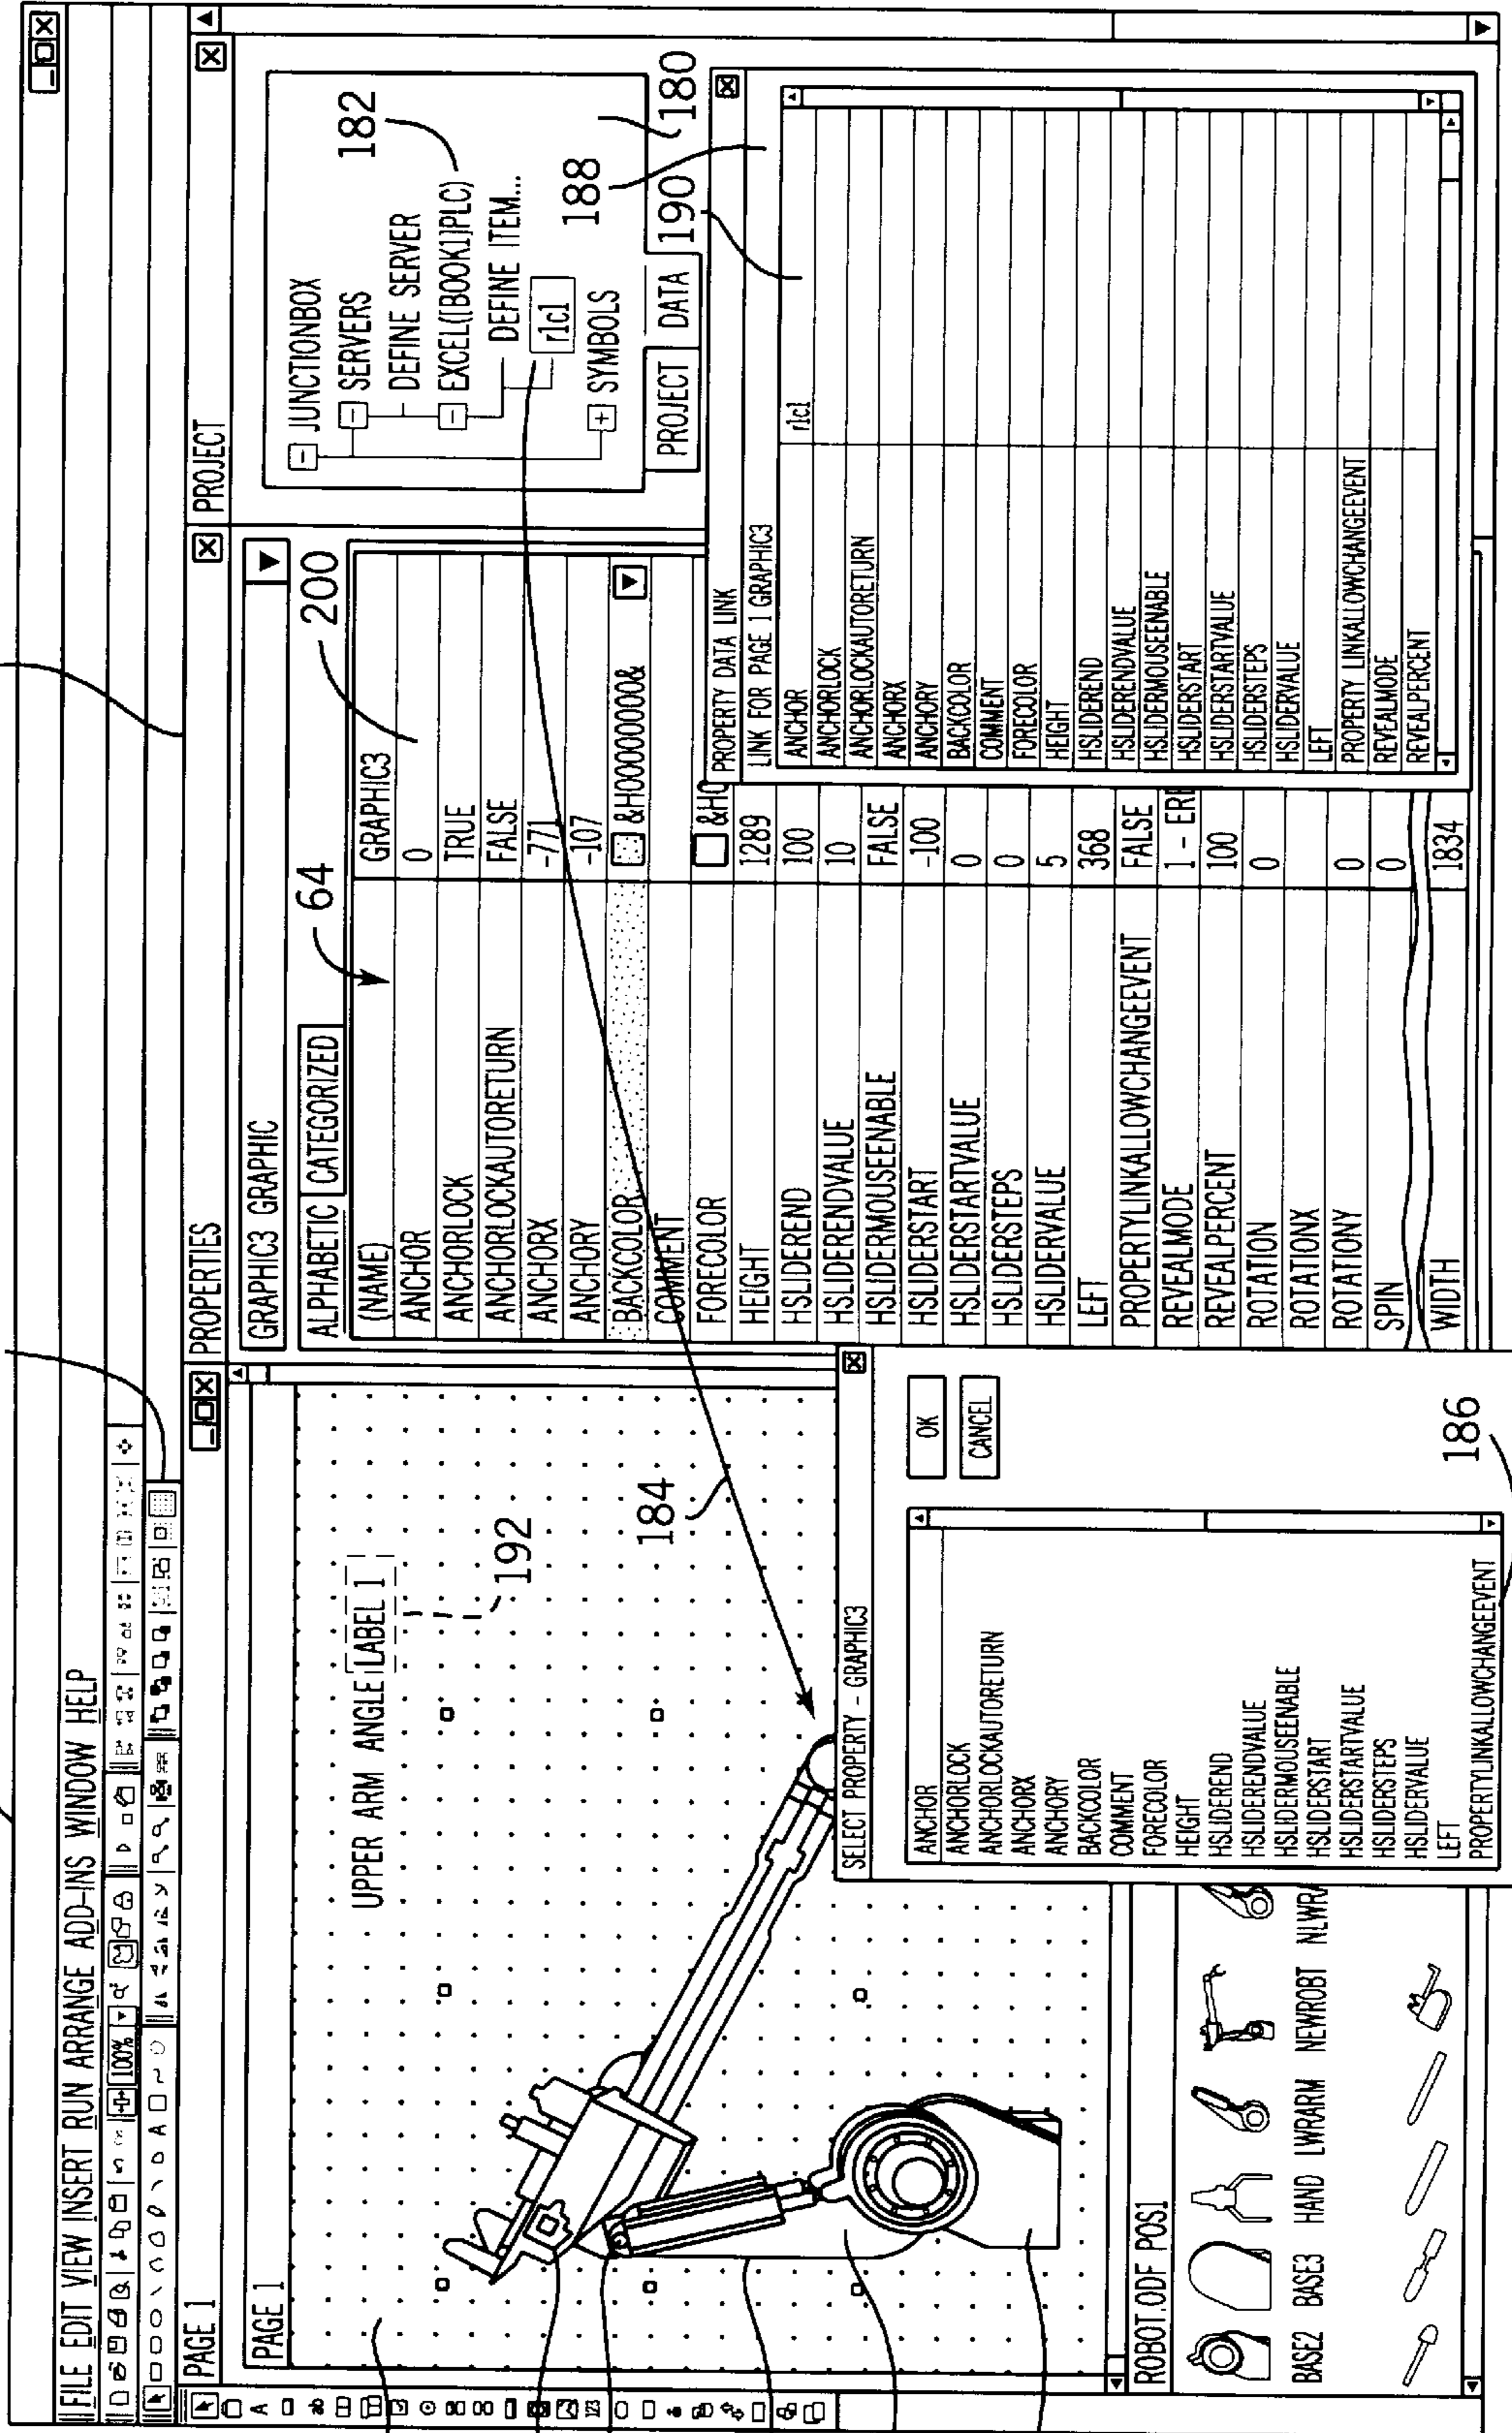 FILE EDIT VIEW INSERT RUN ARRANGE ADD-INS WINDOW HELP
100%
PAGE 1
PAGE 1
UPPER ARM ANGLE LABEL 1
192
184
SELECT PROPERTY - GRAPHIC3
OK
CANCEL
ANCHOR
ANCHORLOCK
ANCHORLOCKAUTORETURN
ANCHORX
ANCHORY
BACKCOLOR
COMMENT
FORECOLOR
HEIGHT
HSLIDEREND
HSLIDERENDVALUE
HSLIDERMOUSEENABLE
HSLIDERSTART
HSLIDERSTARTVALUE
HSLIDERSTEPS
HSLIDERVALUE
LEFT
PROPERTYLINKALLOWCHANGEEVENT
186
ROBOT.ODF POS1
BASE2 BASE3 HAND LWRARM NEWROBT NLWRA
PROPERTIES
GRAPHIC3 GRAPHIC
ALPHABETIC CATEGORIZED
64
200
(NAME) GRAPHIC3
ANCHOR 0
ANCHORLOCK TRUE
ANCHORLOCKAUTORETURN FALSE
ANCHORX -771
ANCHORY -107
BACKCOLOR &H00000000&
COMMENT
FORECOLOR &H0
HEIGHT 1289
HSLIDEREND 100
HSLIDERENDVALUE 10
HSLIDERMOUSEENABLE FALSE
HSLIDERSTART -100
HSLIDERSTARTVALUE 0
HSLIDERSTEPS 0
HSLIDERVALUE 5
LEFT 368
PROPERTYLINKALLOWCHANGEEVENT FALSE
REVEALMODE 1 - ER
REVEALPERCENT 100
ROTATION 0
ROTATIONX
ROTATIONY 0
SPIN 0
WIDTH 1834
PROJECT
JUNCTIONBOX
SERVERS
DEFINE SERVER
EXCEL([BOOK1]PLC)
DEFINE ITEM...
r1c1
SYMBOLS
182
PROJECT DATA
188
190
180
PROPERTY DATA LINK
LINK FOR PAGE 1 GRAPHIC3
ANCHOR r1c1
ANCHORLOCK
ANCHORLOCKAUTORETURN
ANCHORX
ANCHORY
BACKCOLOR
COMMENT
FORECOLOR
HEIGHT
HSLIDEREND
HSLIDERENDVALUE
HSLIDERMOUSEENABLE
HSLIDERSTART
HSLIDERSTARTVALUE
HSLIDERSTEPS
HSLIDERVALUE
LEFT
PROPERTY LINKALLOWCHANGEEVENT
REVEALMODE
REVEALPERCENT